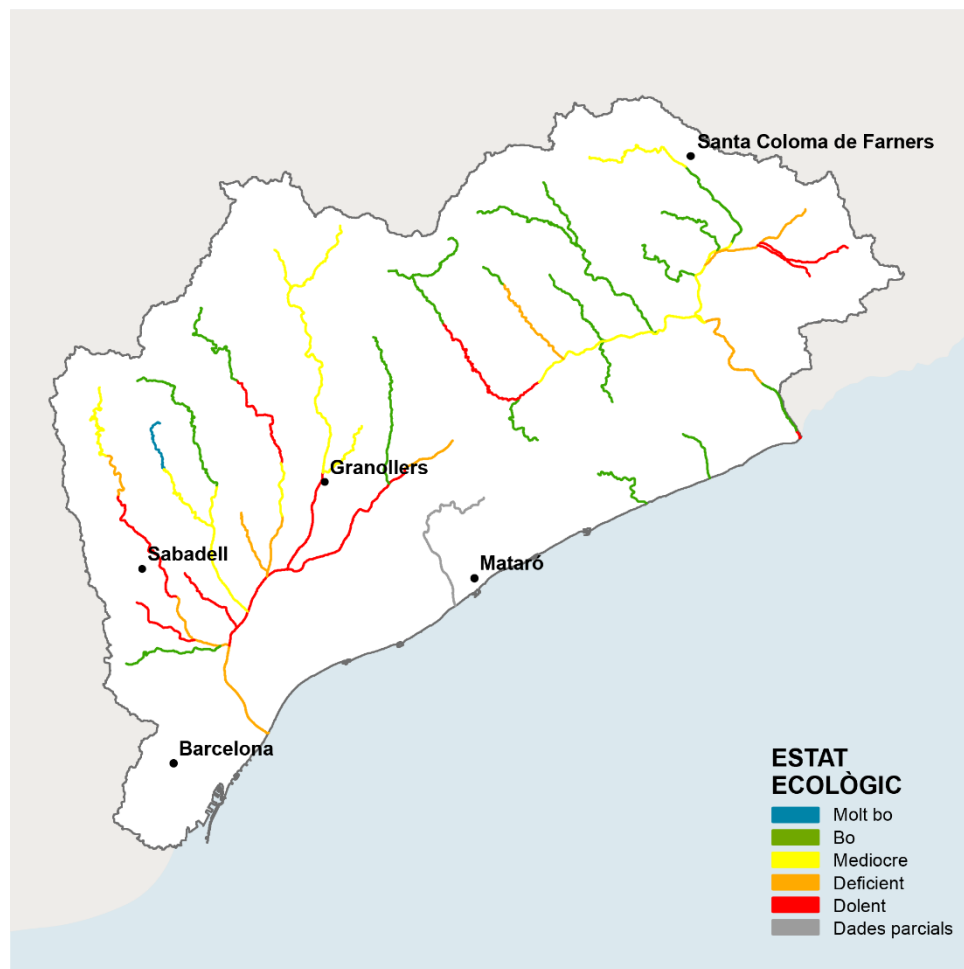 Santa Coloma de Farners
Granollers
Sabadell
Mataró
Barcelona
ESTAT
ECOLÒGIC
Molt bo
Bo
Mediocre
Deficient
Dolent
Dades parcials